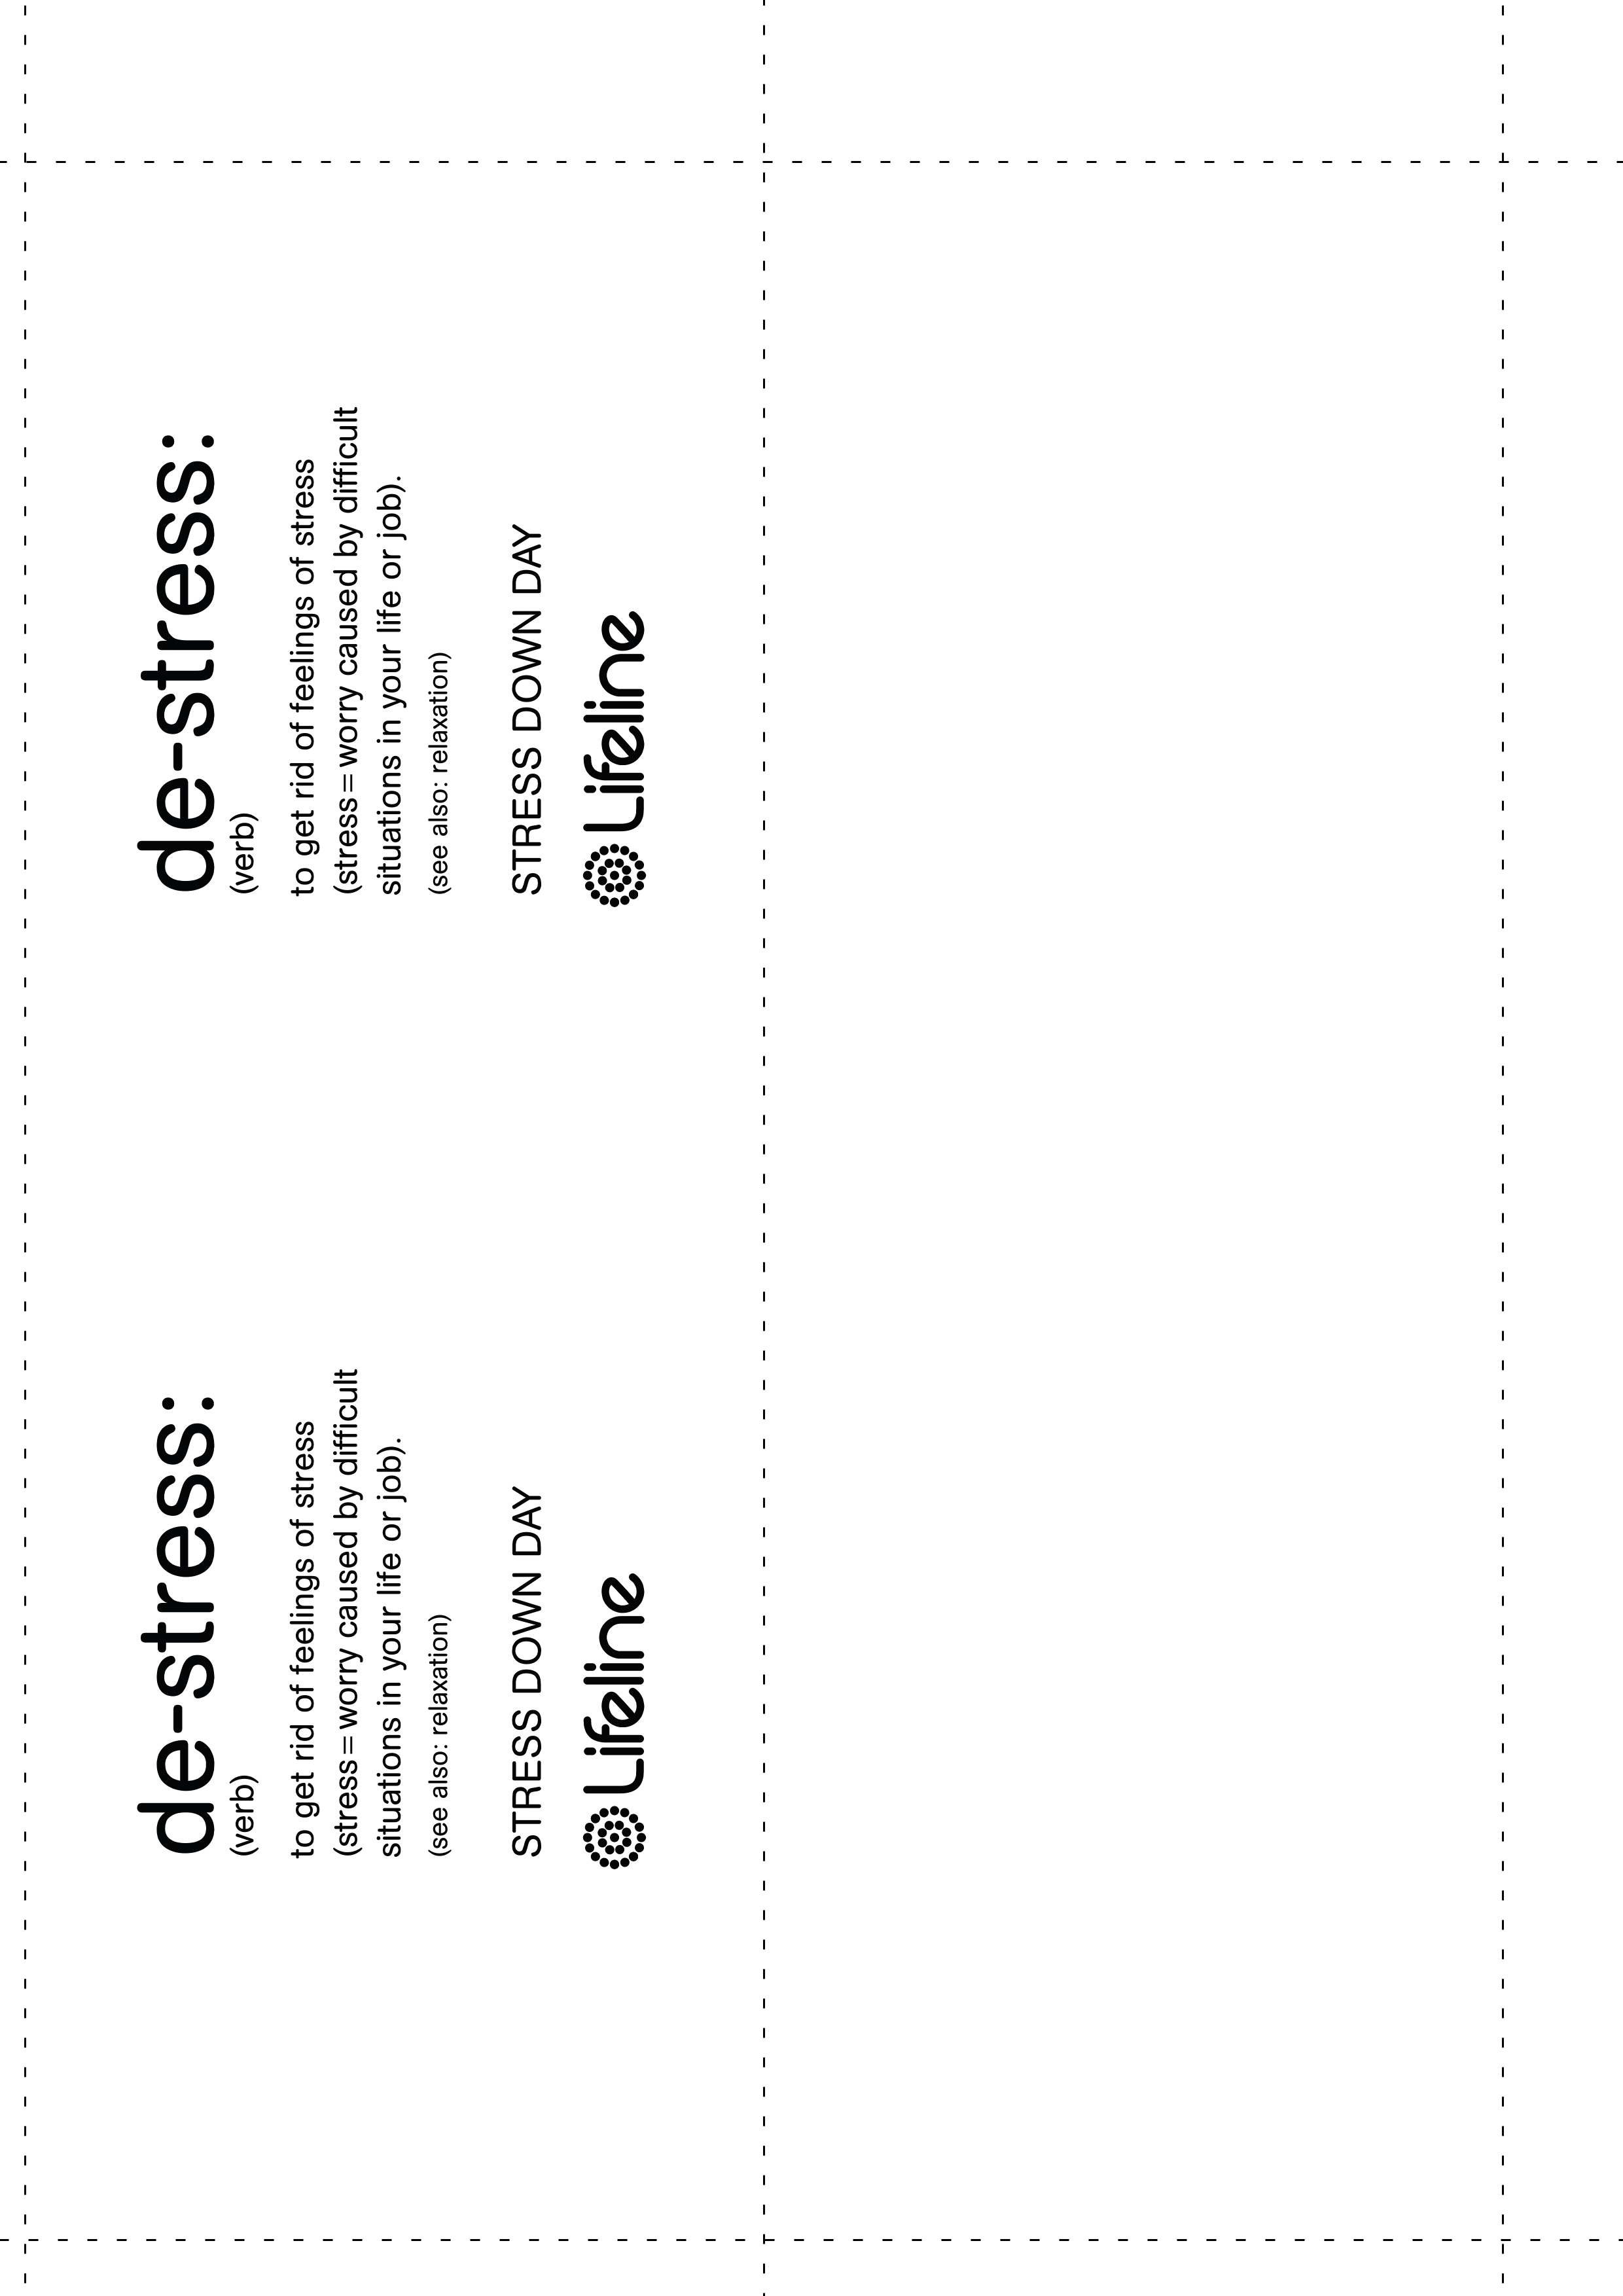 de-stress:
(verb)
to get rid of feelings of stress
(stress=worry caused by difficult
situations in your life or job).
(see also: relaxation)
STRESS DOWN DAY
Lifeline
de-stress:
(verb)
to get rid of feelings of stress
(stress=worry caused by difficult
situations in your life or job).
(see also: relaxation)
STRESS DOWN DAY
Lifeline